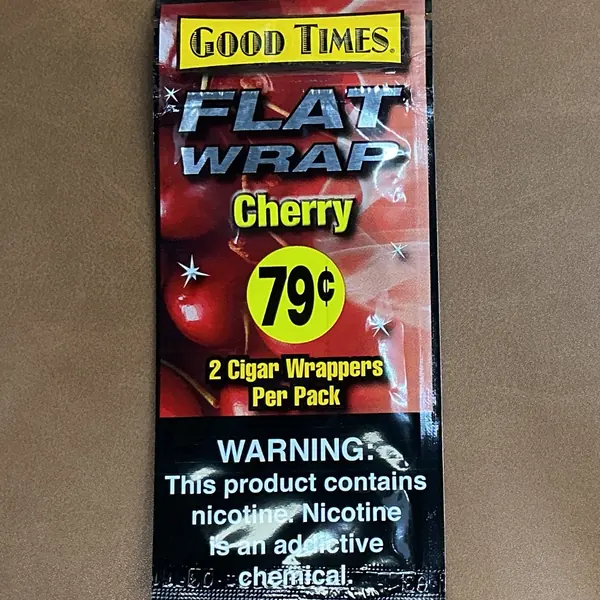 GOOD TIMES®
FLAT
WRAP
Cherry
79¢
2 Cigar Wrappers
Per Pack
WARNING:
This product contains
nicotine. Nicotine
is an addictive
chemical.